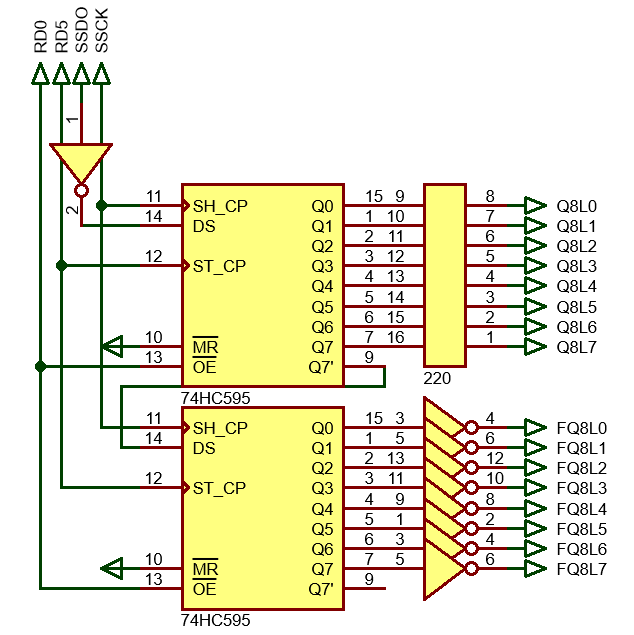 RD0 RD5 SSDO SSCK
1
2
11 SH_CP Q0 15 9 8 Q8L0
14 DS Q1 1 10 7 Q8L1
Q2 2 11 6 Q8L2
12 ST_CP Q3 3 12 5 Q8L3
Q4 4 13 4 Q8L4
Q5 5 14 3 Q8L5
Q6 6 15 2 Q8L6
10 MR Q7 7 16 1 Q8L7
13 OE Q7' 9
74HC595 220
11 SH_CP Q0 15 3 4 FQ8L0
14 DS Q1 1 5 6 FQ8L1
Q2 2 13 12 FQ8L2
12 ST_CP Q3 3 11 10 FQ8L3
Q4 4 9 8 FQ8L4
Q5 5 1 2 FQ8L5
Q6 6 3 4 FQ8L6
10 MR Q7 7 5 6 FQ8L7
13 OE Q7' 9
74HC595